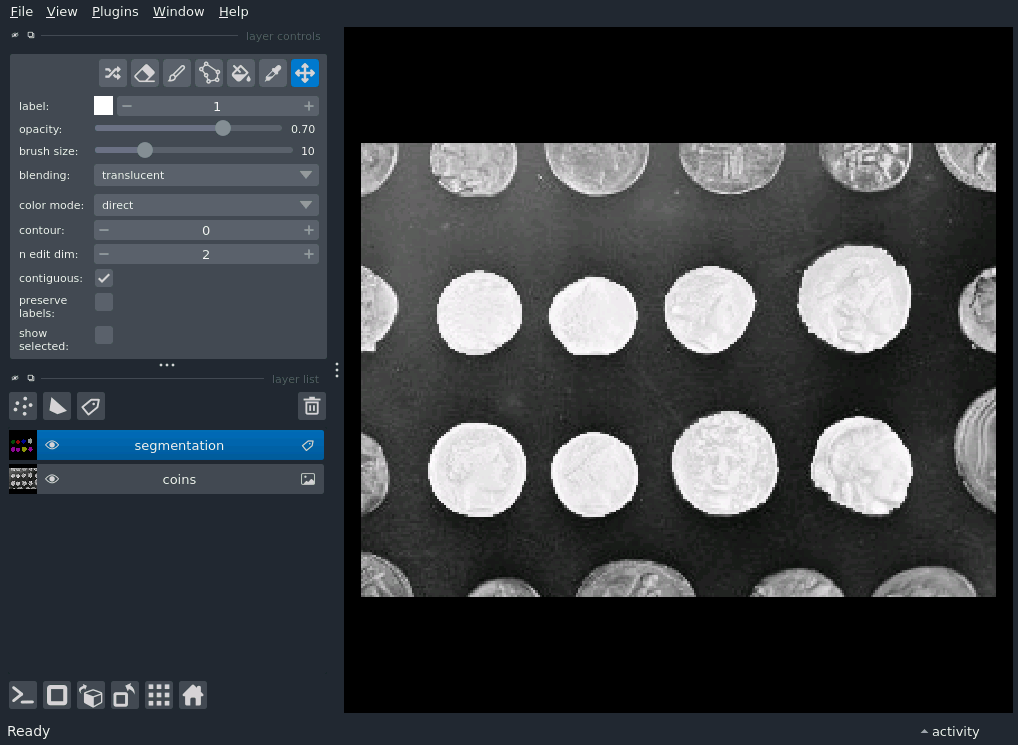 File View Plugins Window Help
layer controls
label: 1
opacity: 0.70
brush size: 10
blending: translucent
color mode: direct
contour: 0
n edit dim: 2
contiguous:
preserve
labels:
show
selected:
layer list
segmentation
coins
Ready
activity